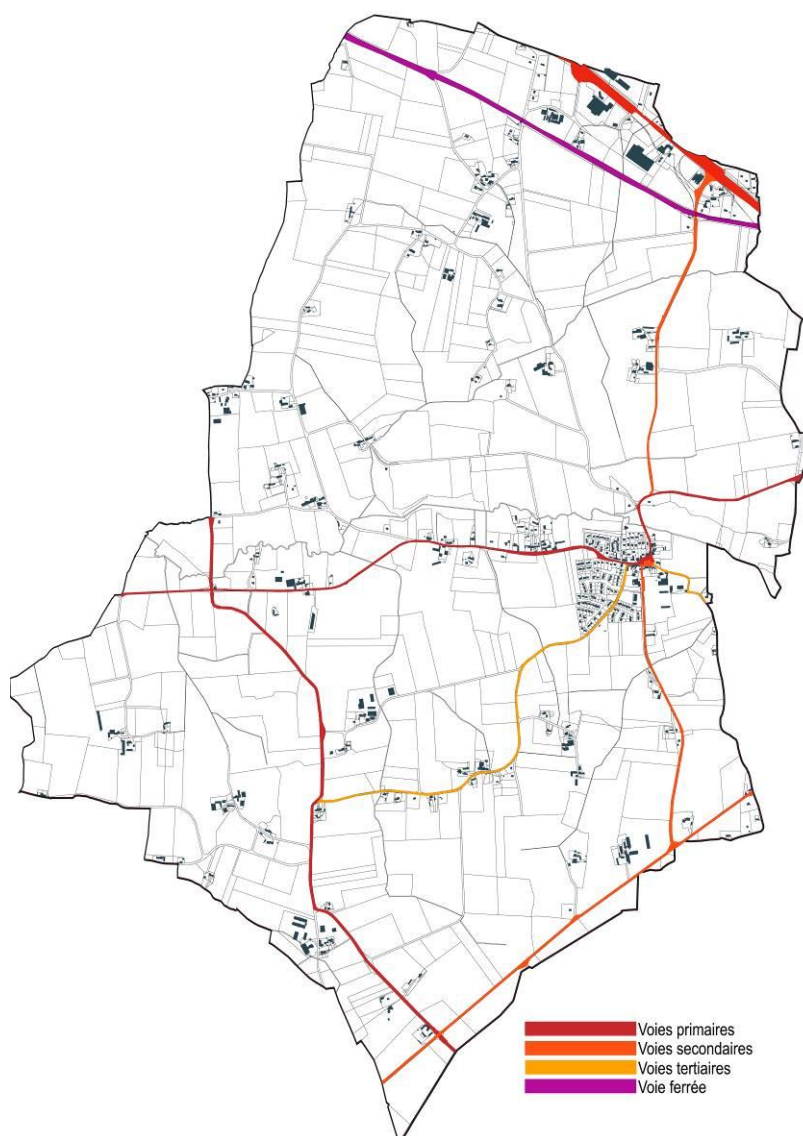 Voies primaires
Voies secondaires
Voies tertiaires
Voie ferrée